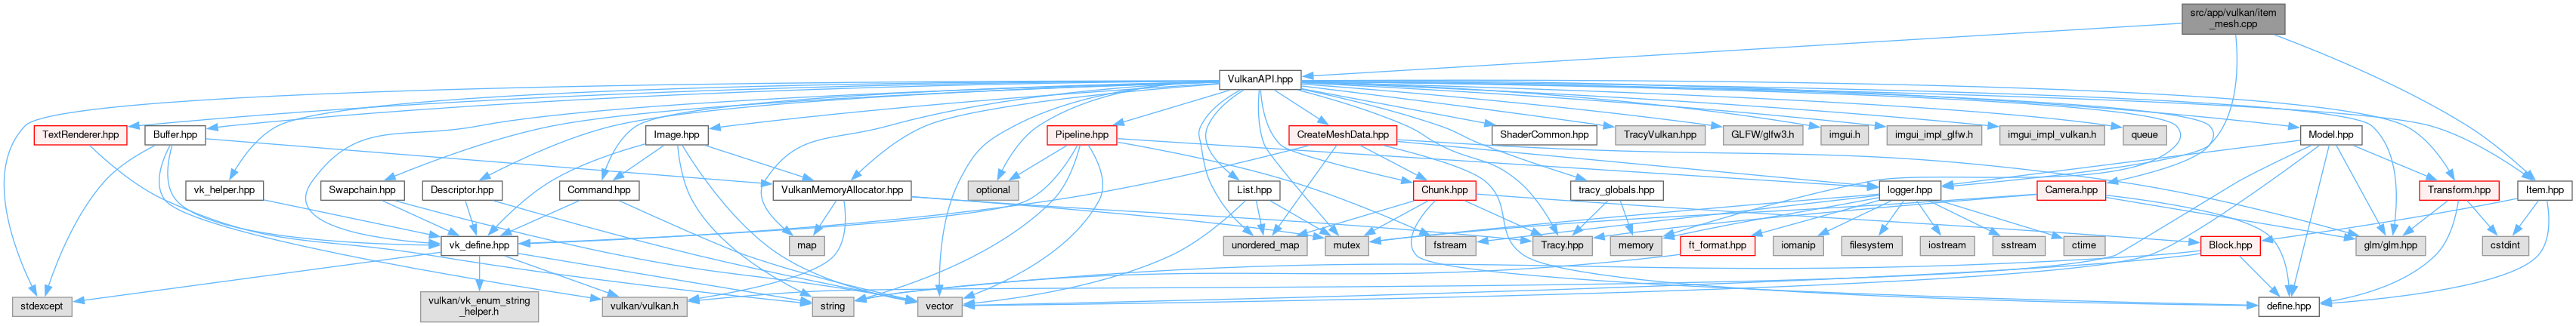 src/app/vulkan/item
_mesh.cpp
VulkanAPI.hpp
TextRenderer.hpp
Buffer.hpp
Image.hpp
Pipeline.hpp
CreateMeshData.hpp
ShaderCommon.hpp
TracyVulkan.hpp
GLFW/glfw3.h
imgui.h
imgui_impl_glfw.h
imgui_impl_vulkan.h
queue
Model.hpp
vk_helper.hpp
Swapchain.hpp
Descriptor.hpp
Command.hpp
VulkanMemoryAllocator.hpp
optional
List.hpp
Chunk.hpp
tracy_globals.hpp
logger.hpp
Camera.hpp
Transform.hpp
Item.hpp
vk_define.hpp
map
unordered_map
mutex
fstream
Tracy.hpp
memory
ft_format.hpp
iomanip
filesystem
iostream
sstream
ctime
glm/glm.hpp
cstdint
Block.hpp
stdexcept
vulkan/vk_enum_string
_helper.h
vulkan/vulkan.h
string
vector
define.hpp